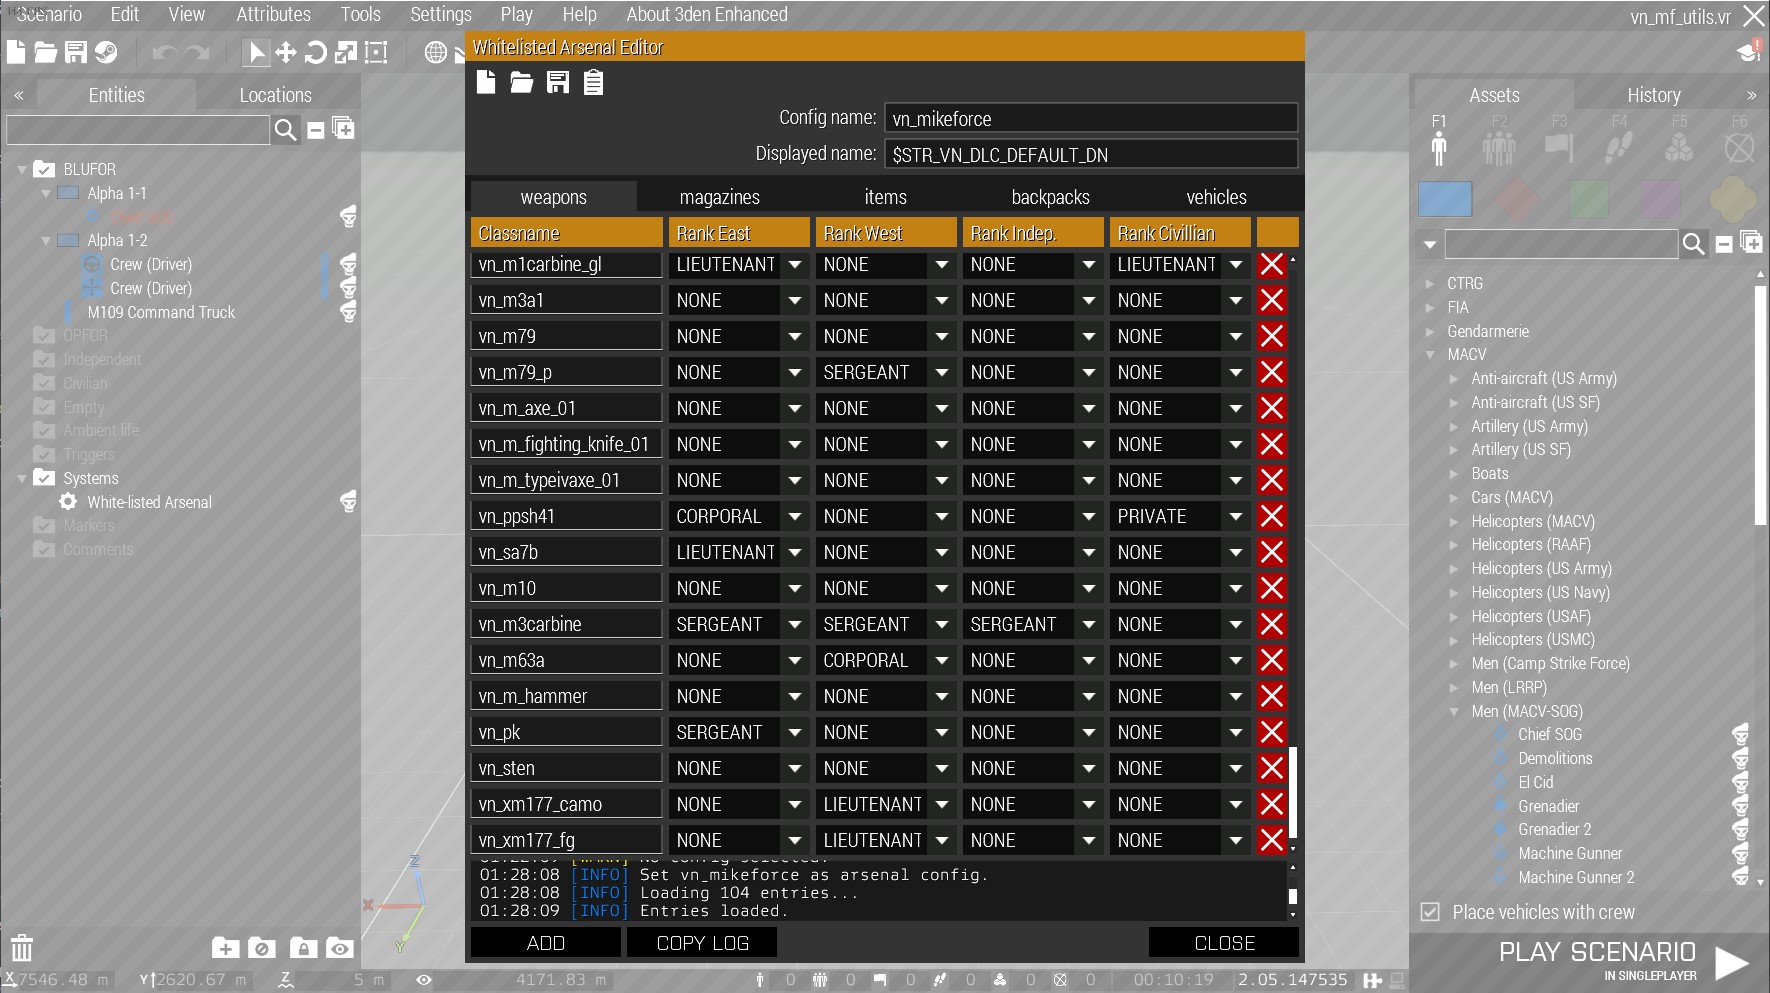 Scenario Edit View Attributes Tools Settings Play Help About 3den Enhanced
vn_mf_utils.vr
Whitelisted Arsenal Editor
Config name: vn_mikeforce
Displayed name: $STR_VN_DLC_DEFAULT_DN
weapons magazines items backpacks vehicles
Classname Rank East Rank West Rank Indep. Rank Civillian
vn_m1carbine_gl LIEUTENANT NONE NONE LIEUTENANT
vn_m3a1 NONE NONE NONE NONE
vn_m79 NONE NONE NONE NONE
vn_m79_p NONE SERGEANT NONE NONE
vn_m_axe_01 NONE NONE NONE NONE
vn_m_fighting_knife_01 NONE NONE NONE NONE
vn_m_typeivaxe_01 NONE NONE NONE NONE
vn_ppsh41 CORPORAL NONE NONE PRIVATE
vn_sa7b LIEUTENANT NONE NONE NONE
vn_m10 NONE NONE NONE NONE
vn_m3carbine SERGEANT SERGEANT SERGEANT NONE
vn_m63a NONE CORPORAL NONE NONE
vn_m_hammer NONE NONE NONE NONE
vn_pk SERGEANT NONE NONE NONE
vn_sten NONE NONE NONE NONE
vn_xm177_camo NONE LIEUTENANT NONE NONE
vn_xm177_fg NONE LIEUTENANT NONE NONE
01:22:09 [WARN] No config selected.
01:28:08 [INFO] Set vn_mikeforce as arsenal config.
01:28:08 [INFO] Loading 104 entries...
01:28:09 [INFO] Entries loaded.
ADD COPY LOG CLOSE
« Entities Locations
BLUFOR
Alpha 1-1
Alpha 1-2
Crew (Driver)
Crew (Driver)
M109 Command Truck
OPFOR
Independent
Civilian
Empty
Ambient life
Triggers
Systems
White-listed Arsenal
Markers
Comments
Assets History »
F1 F2 F3 F4 F5 F6
CTRG
FIA
Gendarmerie
MACV
Anti-aircraft (US Army)
Anti-aircraft (US SF)
Artillery (US Army)
Artillery (US SF)
Boats
Cars (MACV)
Helicopters (MACV)
Helicopters (RAAF)
Helicopters (US Army)
Helicopters (US Navy)
Helicopters (USAF)
Helicopters (USMC)
Men (Camp Strike Force)
Men (LRRP)
Men (MACV-SOG)
Chief SOG
Demolitions
El Cid
Grenadier
Grenadier 2
Machine Gunner
Machine Gunner 2
Place vehicles with crew
PLAY SCENARIO
IN SINGLEPLAYER
Z
X
Y
X 7546.48 m Y 2620.67 m Z 5 m 4171.83 m 0 0 0 0 0 0 00:10:19 2.05.147535